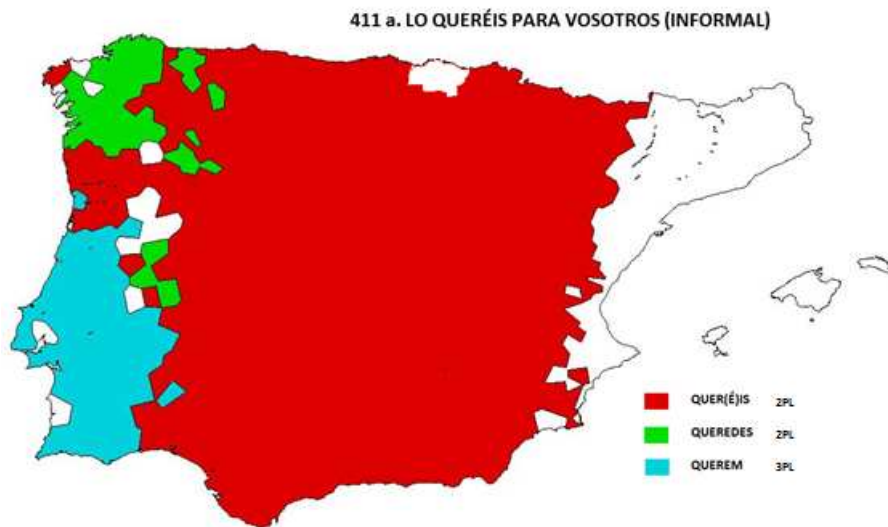 411 a. LO QUERÉIS PARA VOSOTROS (INFORMAL)
QUER(É)IS 2PL
QUEREDES 2PL
QUEREM 3PL